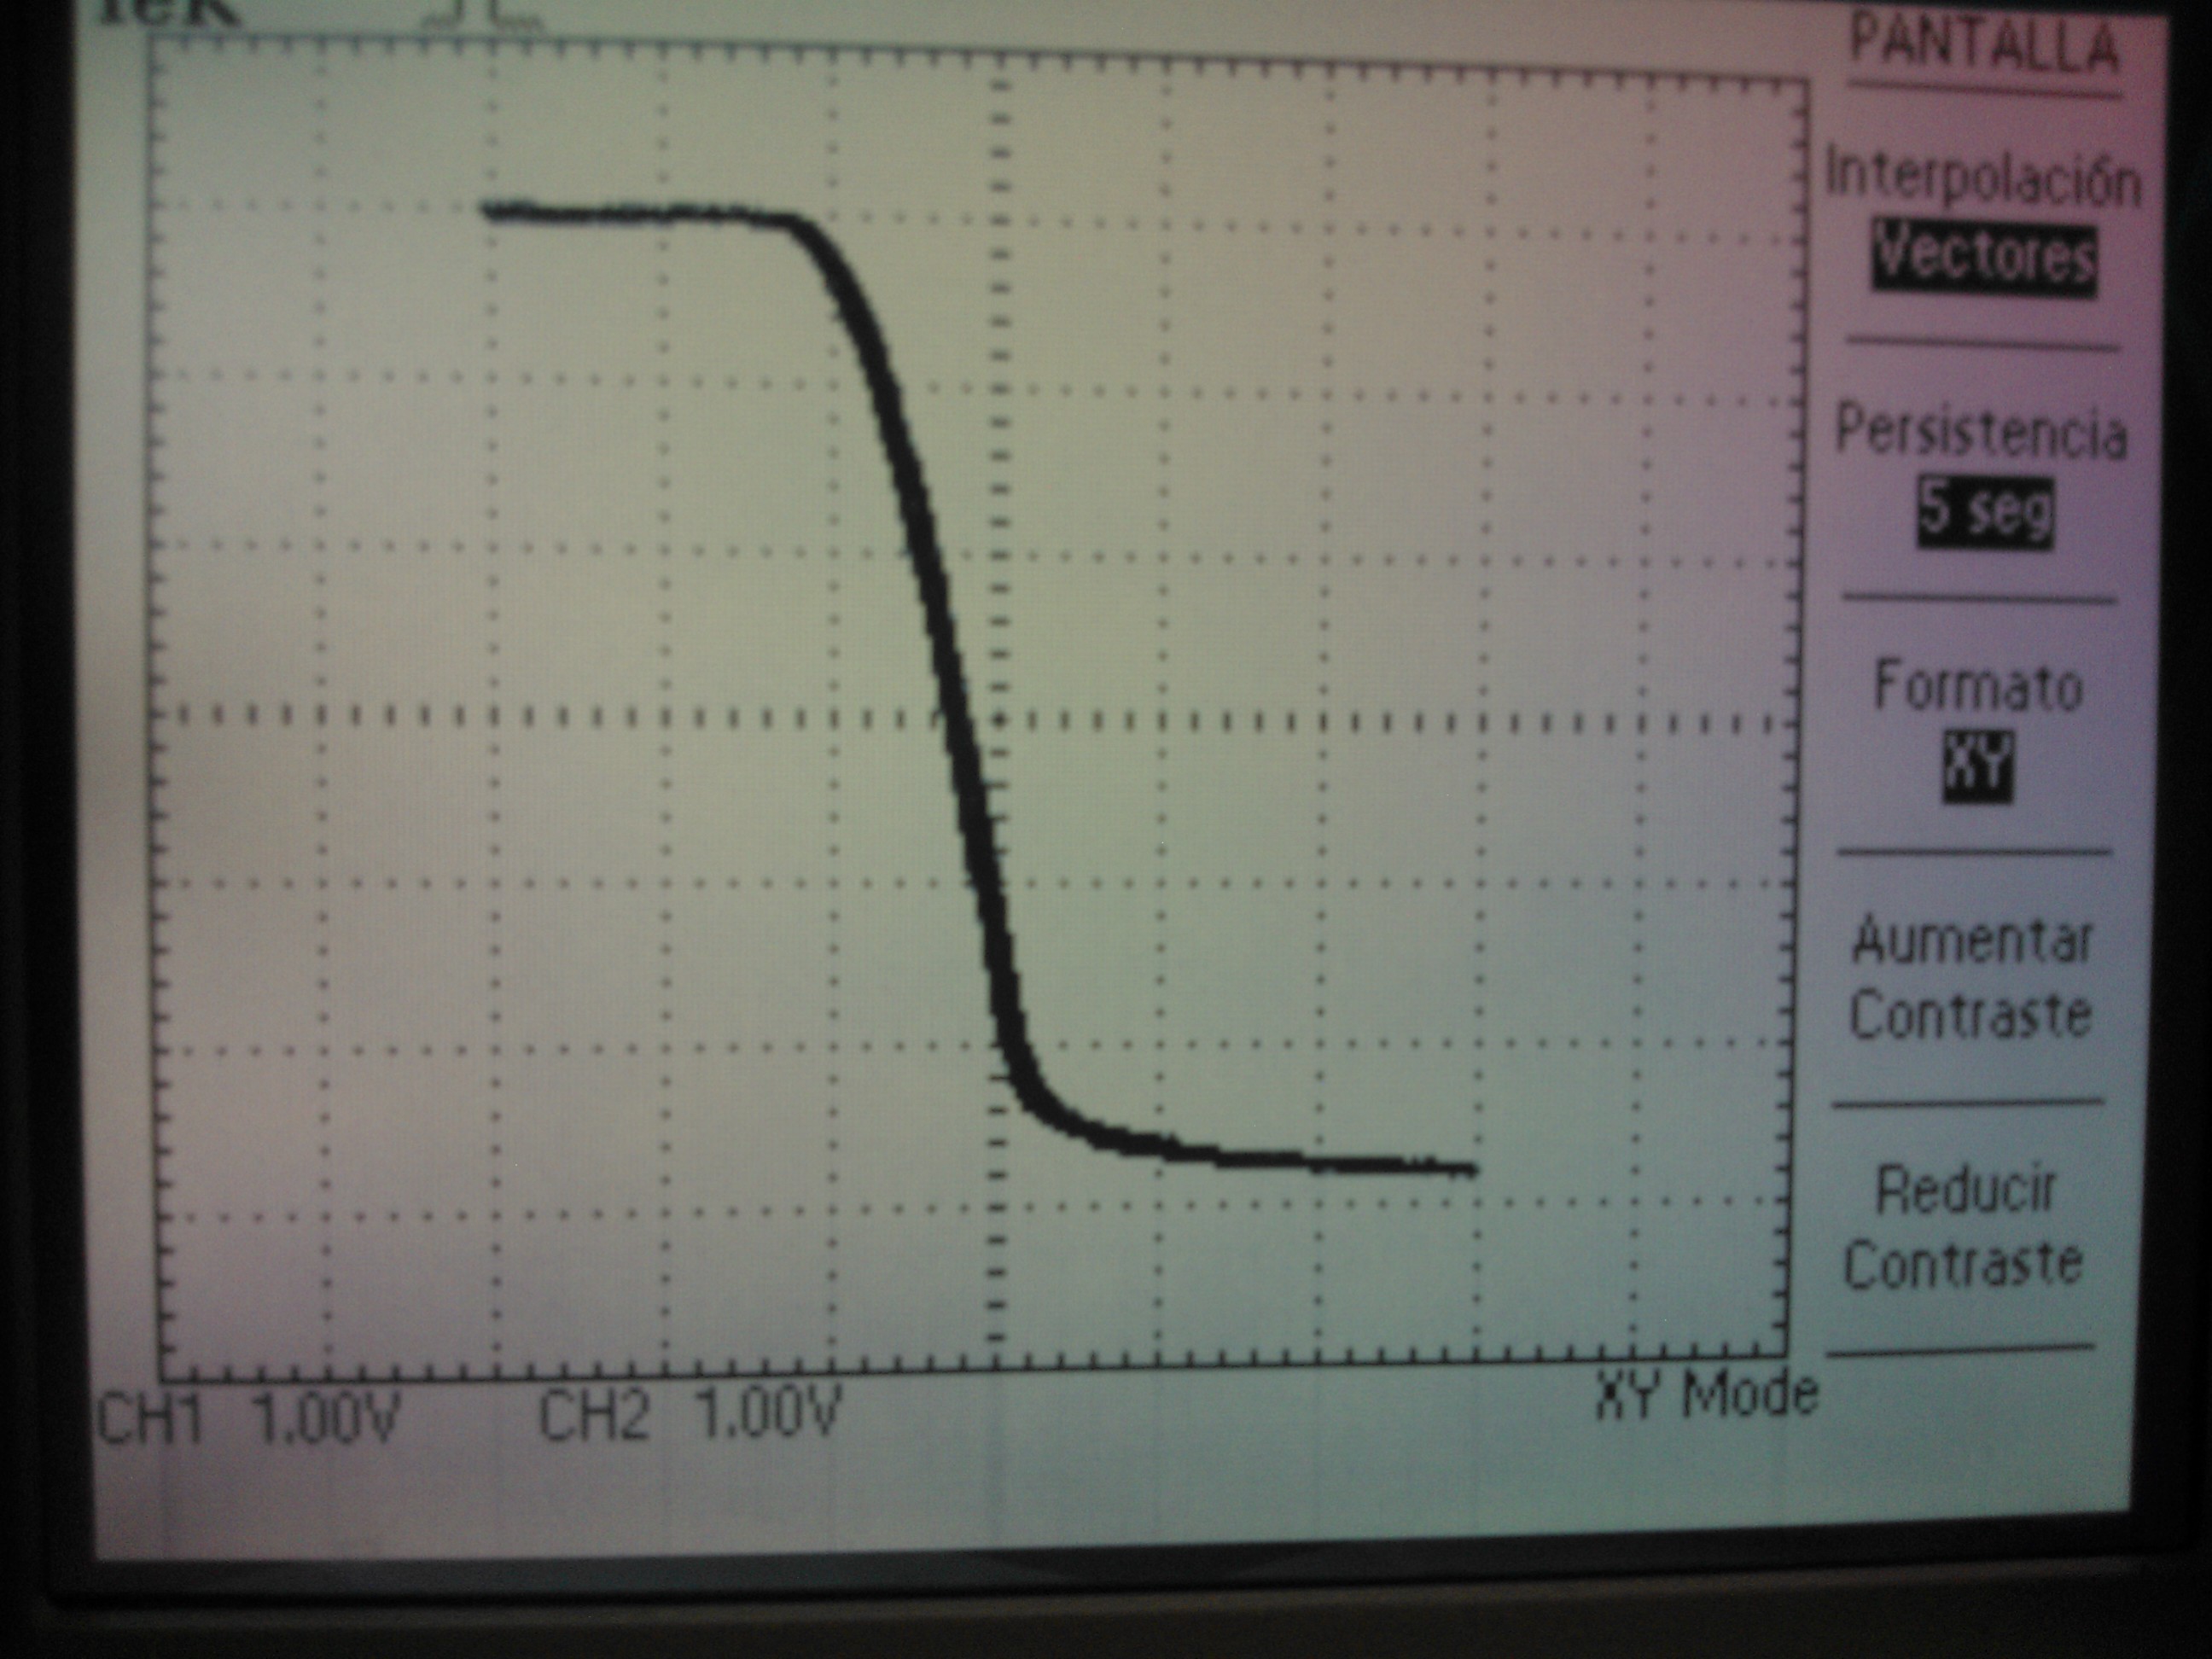 Tek
PANTALLA
Interpolación
Vectores
Persistencia
5 seg
Formato
XY
Aumentar
Contraste
Reducir
Contraste
CH1 1.00V CH2 1.00V XY Mode